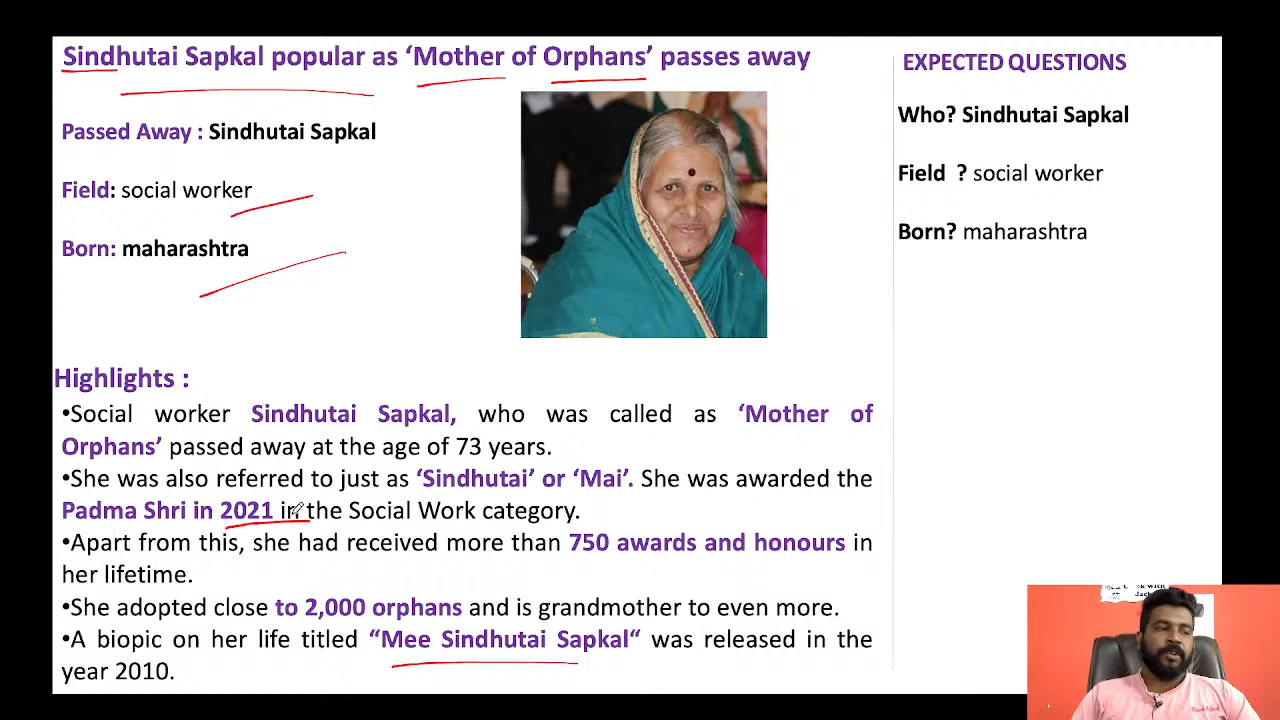 Sindhutai Sapkal popular as ‘Mother of Orphans’ passes away
Passed Away : Sindhutai Sapkal
Field: social worker
Born: maharashtra
Highlights :
•Social worker Sindhutai Sapkal, who was called as ‘Mother of
Orphans’ passed away at the age of 73 years.
•She was also referred to just as ‘Sindhutai’ or ‘Mai’. She was awarded the
Padma Shri in 2021 in the Social Work category.
•Apart from this, she had received more than 750 awards and honours in
her lifetime.
•She adopted close to 2,000 orphans and is grandmother to even more.
•A biopic on her life titled “Mee Sindhutai Sapkal“ was released in the
year 2010.
EXPECTED QUESTIONS
Who? Sindhutai Sapkal
Field ? social worker
Born? maharashtra